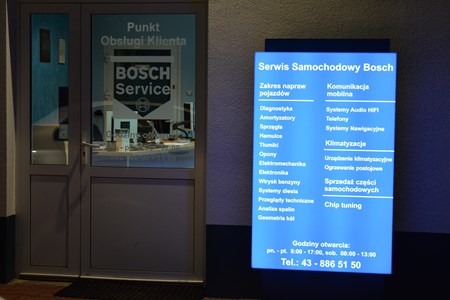 Punkt
Obsługi Klienta
BOSCH
Service
Serwis Samochodowy Bosch
Zakres napraw
pojazdów
Diagnostyka
Amortyzatory
Sprzęgła
Hamulce
Tłumiki
Opony
Elektromechanika
Elektronika
Wtrysk benzyny
Systemy diesla
Przeglądy techniczne
Analiza spalin
Geometria kół
Komunikacja
mobilna
Systemy Audio HIFI
Telefony
Systemy Nawigacyjne
Klimatyzacje
Urządzenia klimatyzacyjne
Ogrzewanie postojowe
Sprzedaż części
samochodowych
Chip tuning
Godziny otwarcia:
pn. - pt. 8:00 - 17:00, sob. 08:00 - 13:00
Tel.: 43 - 886 51 50